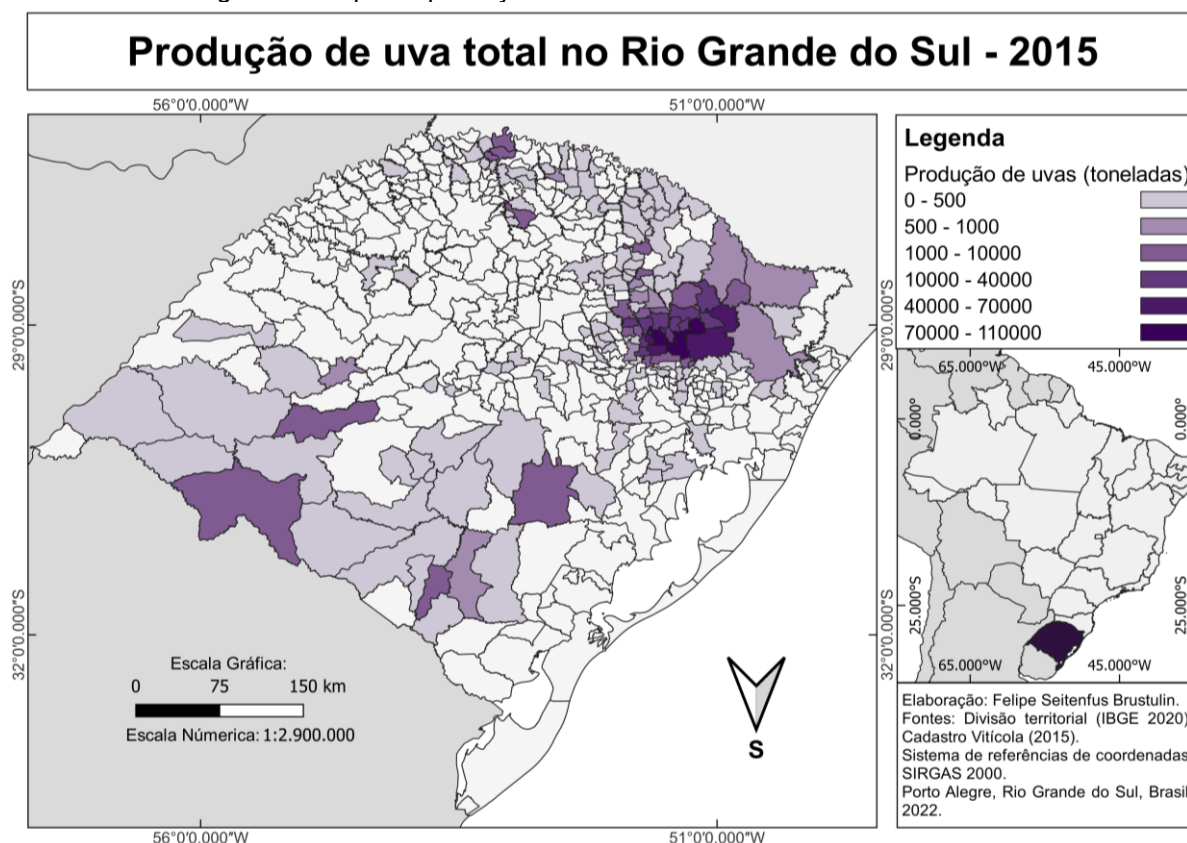 Produção de uva total no Rio Grande do Sul - 2015
56°0'0.000"W
51°0'0.000"W
29°0'0.000"S
29°0'0.000"S
32°0'0.000"S
32°0'0.000"S
Escala Gráfica:
0 75 150 km
Escala Númerica: 1:2.900.000
S
56°0'0.000"W
51°0'0.000"W
Legenda
Produção de uvas (toneladas)
0 - 500
500 - 1000
1000 - 10000
10000 - 40000
40000 - 70000
70000 - 110000
65.000°W
45.000°W
0.000°
0.000°
25.000°S
25.000°S
65.000°W
45.000°W
Elaboração: Felipe Seitenfus Brustulin.
Fontes: Divisão territorial (IBGE 2020)
Cadastro Vitícola (2015).
Sistema de referências de coordenadas
SIRGAS 2000.
Porto Alegre, Rio Grande do Sul, Brasil
2022.